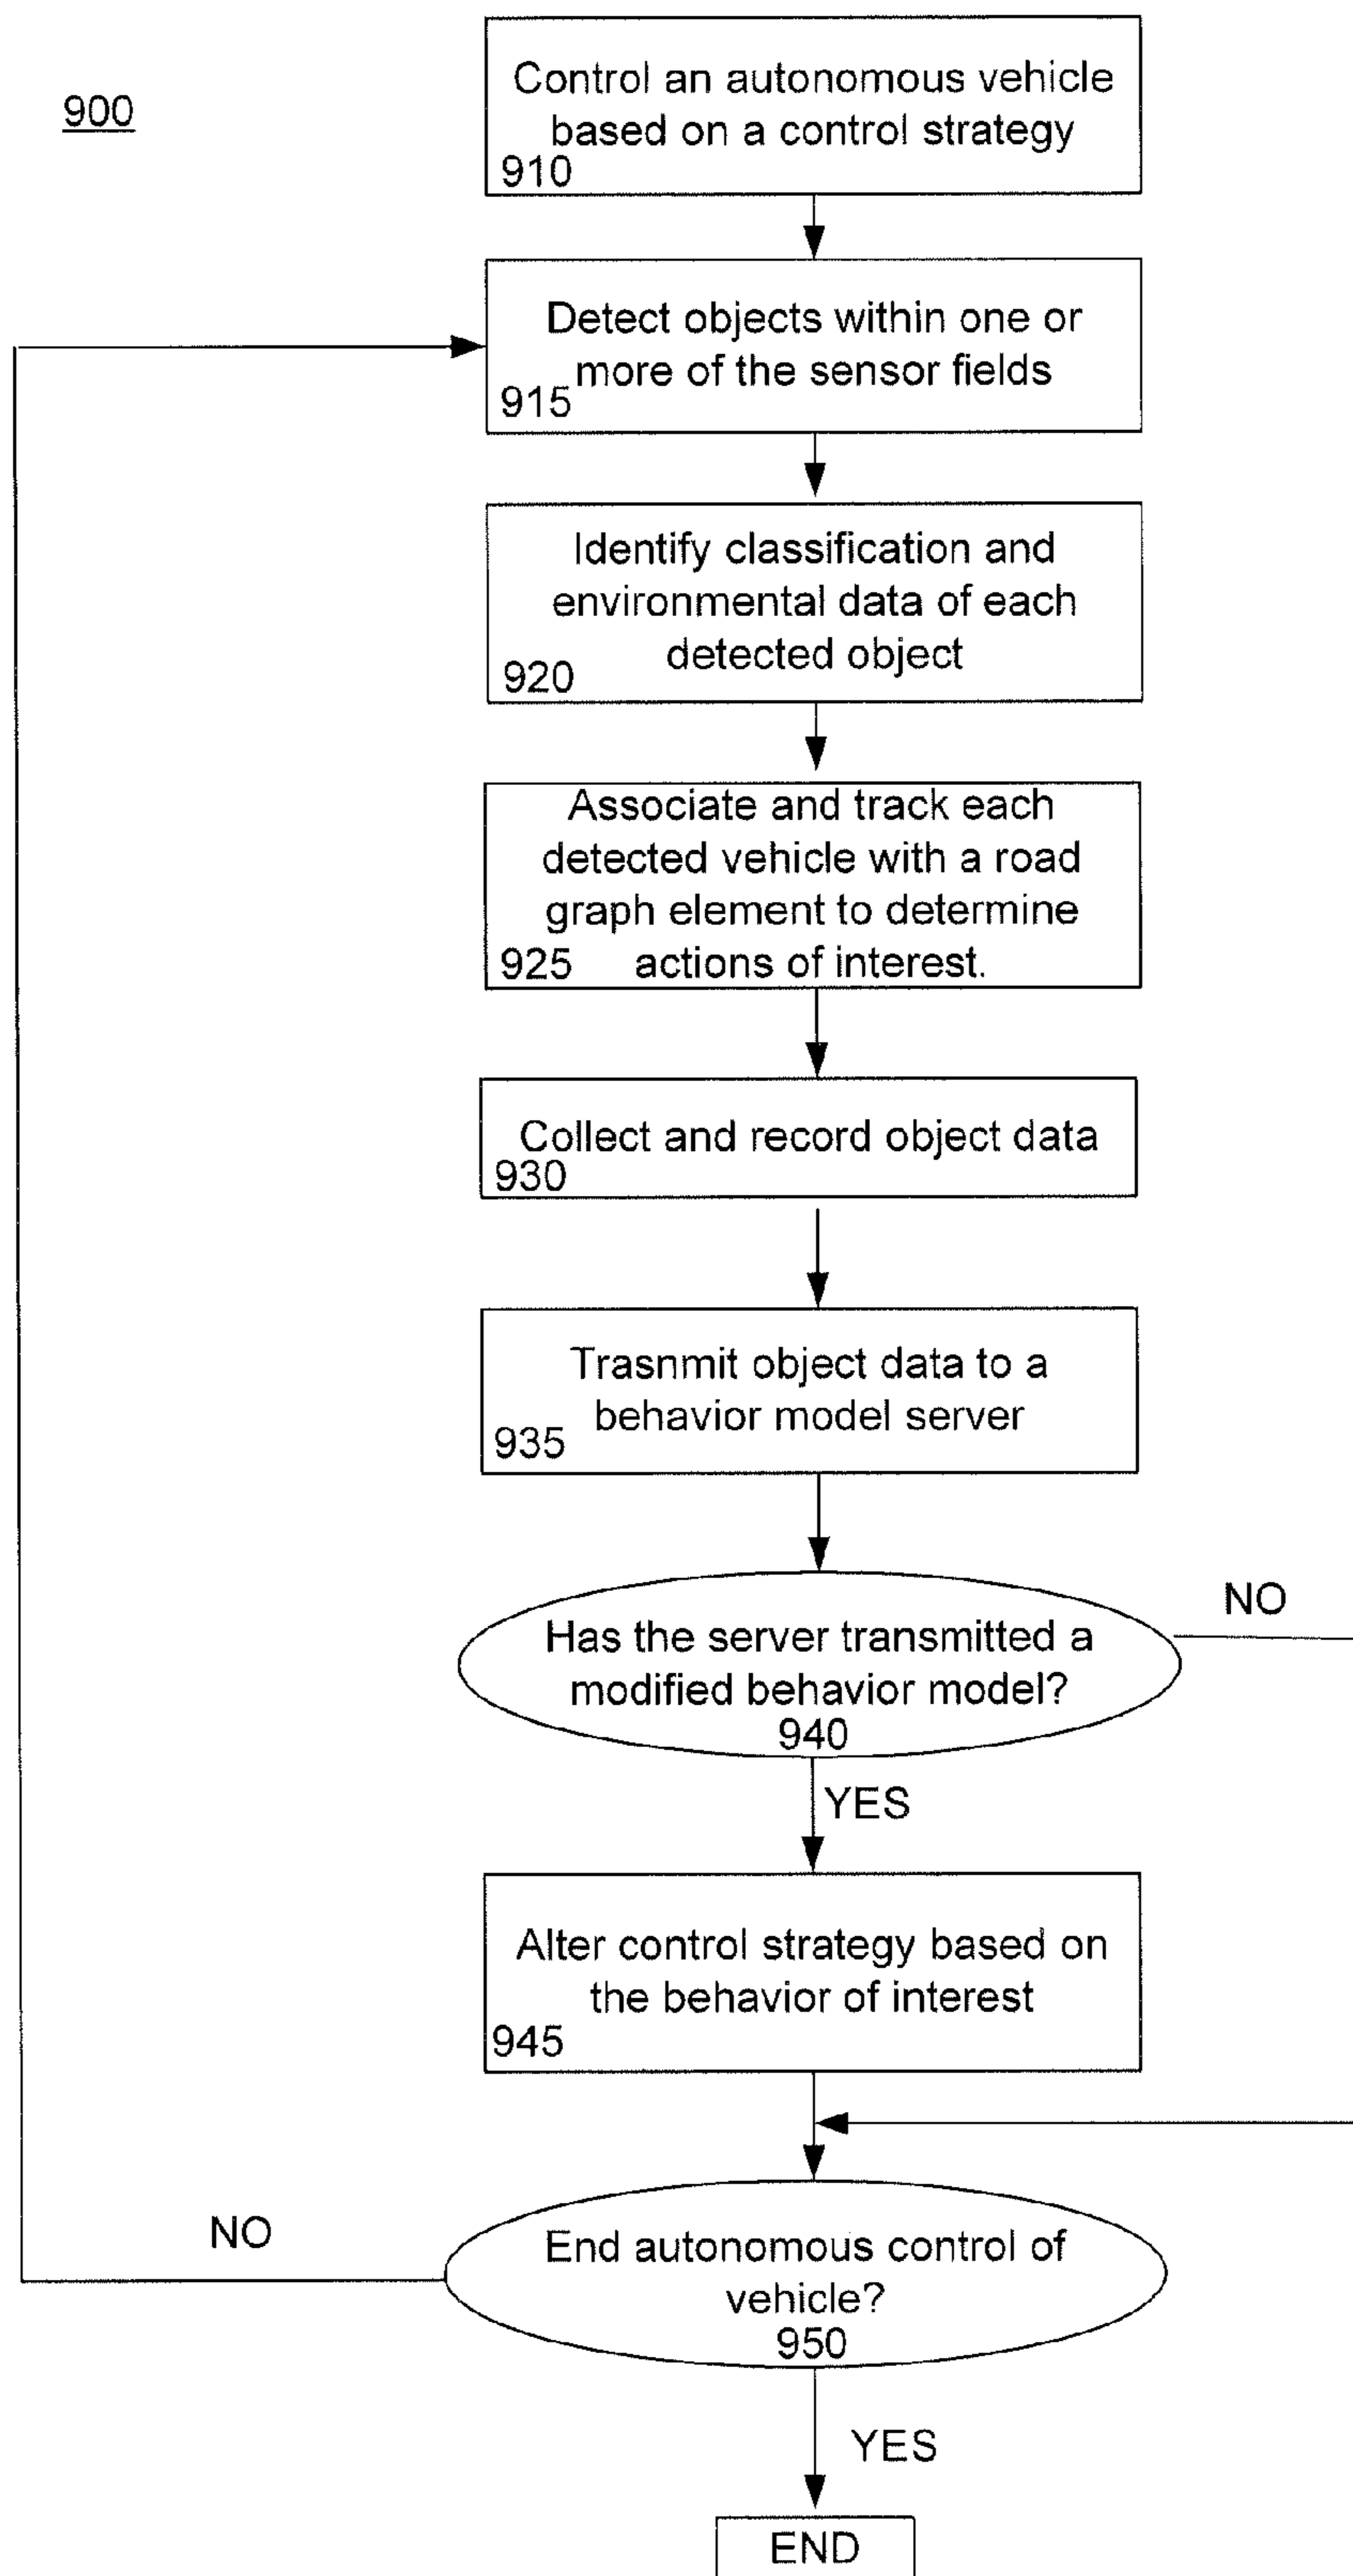 900
Control an autonomous vehicle
based on a control strategy
910
Detect objects within one or
more of the sensor fields
915
Identify classification and
environmental data of each
detected object
920
Associate and track each
detected vehicle with a road
graph element to determine
925 actions of interest.
Collect and record object data
930
Trasnmit object data to a
behavior model server
935
NO
Has the server transmitted a
modified behavior model?
940
YES
Alter control strategy based on
the behavior of interest
945
NO
End autonomous control of
vehicle?
950
YES
END